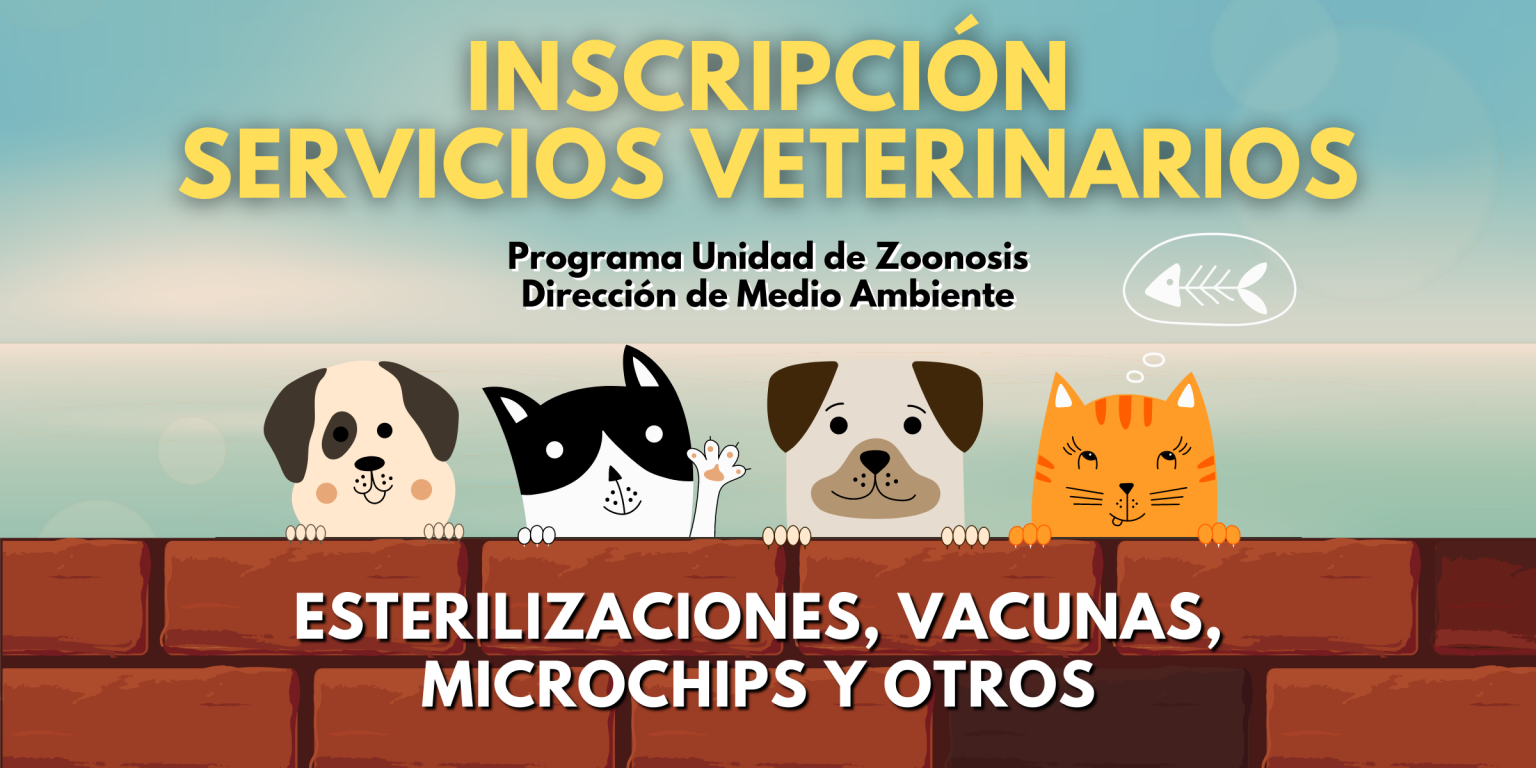 INSCRIPCIÓN
SERVICIOS VETERINARIOS
Programa Unidad de Zoonosis
Dirección de Medio Ambiente
ESTERILIZACIONES, VACUNAS,
MICROCHIPS Y OTROS